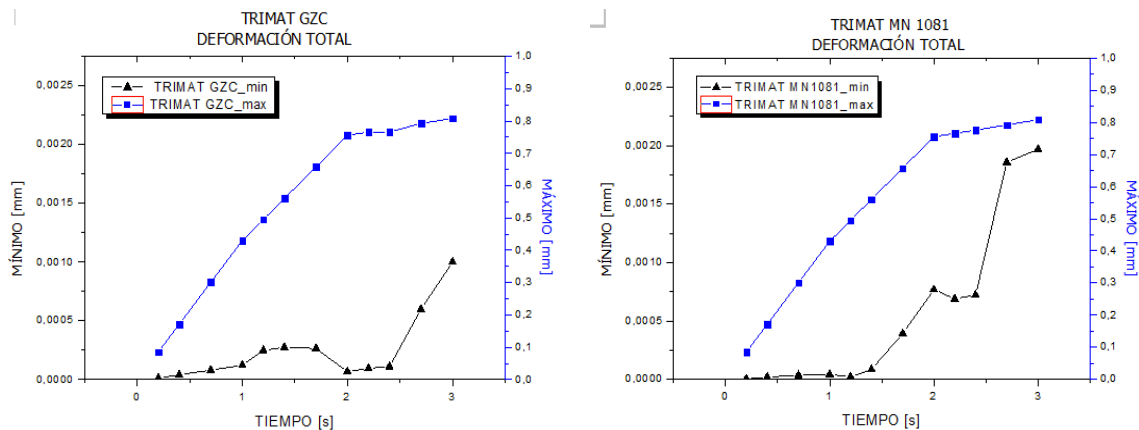 TRIMAT GZC
DEFORMACIÓN TOTAL
TRIMAT GZC_min
TRIMAT GZC_max
0,0025
0,0020
0,0015
0,0010
0,0005
0,0000
MÍNIMO [mm]
1,0
0,9
0,8
0,7
0,6
0,5
0,4
0,3
0,2
0,1
0,0
MÁXIMO [mm]
0 1 2 3
TIEMPO [s]
TRIMAT MN 1081
DEFORMACIÓN TOTAL
TRIMAT MN1081_min
TRIMAT MN1081_max
0,0025
0,0020
0,0015
0,0010
0,0005
0,0000
MÍNIMO [mm]
1,0
0,9
0,8
0,7
0,6
0,5
0,4
0,3
0,2
0,1
0,0
MÁXIMO [mm]
0 1 2 3
TIEMPO [s]